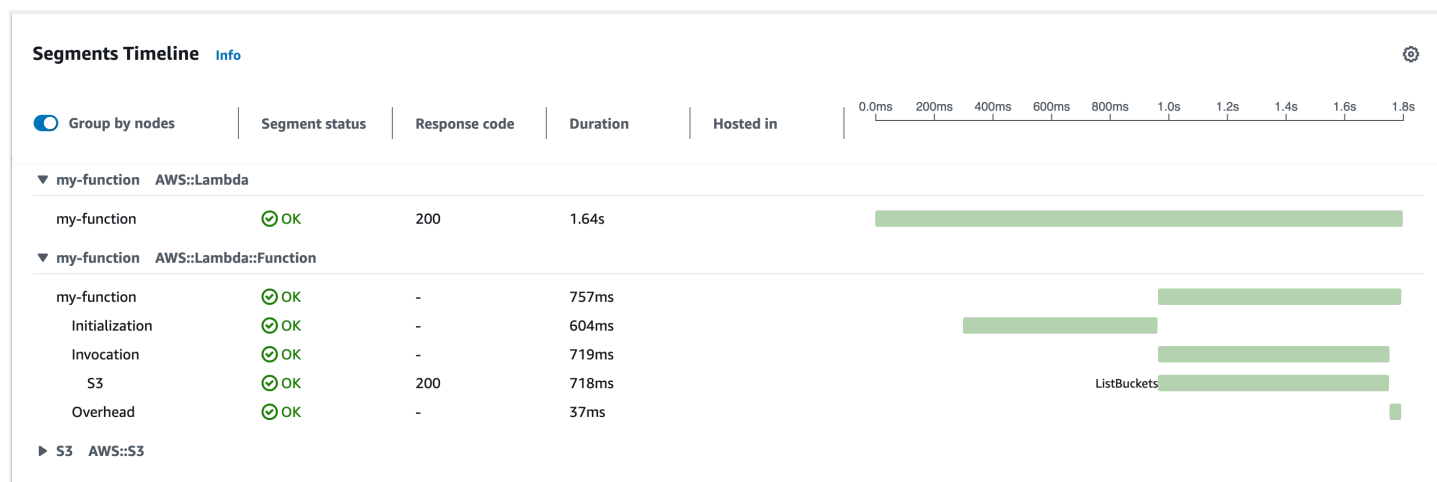 Segments Timeline Info
0.0ms 200ms 400ms 600ms 800ms 1.0s 1.2s 1.4s 1.6s 1.8s
Group by nodes Segment status Response code Duration Hosted in
my-function AWS::Lambda
my-function OK 200 1.64s
my-function AWS::Lambda::Function
my-function OK - 757ms
Initialization OK - 604ms
Invocation OK - 719ms
S3 OK 200 718ms ListBuckets
Overhead OK - 37ms
S3 AWS::S3